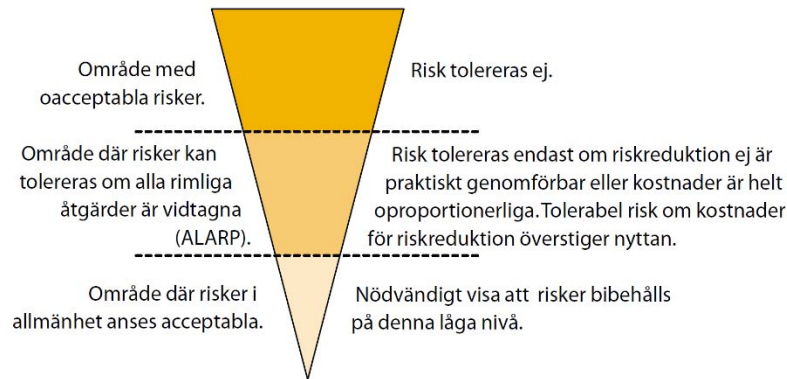 Område med
oacceptabla risker.
Risk tolereras ej.
Område där risker kan
tolereras om alla rimliga
åtgärder är vidtagna
(ALARP).
Risk tolereras endast om riskreduktion ej är
praktiskt genomförbar eller kostnader är helt
oproportionerliga. Tolerabel risk om kostnader
för riskreduktion överstiger nyttan.
Område där risker i
allmänhet anses acceptabla.
Nödvändigt visa att risker bibehålls
på denna låga nivå.